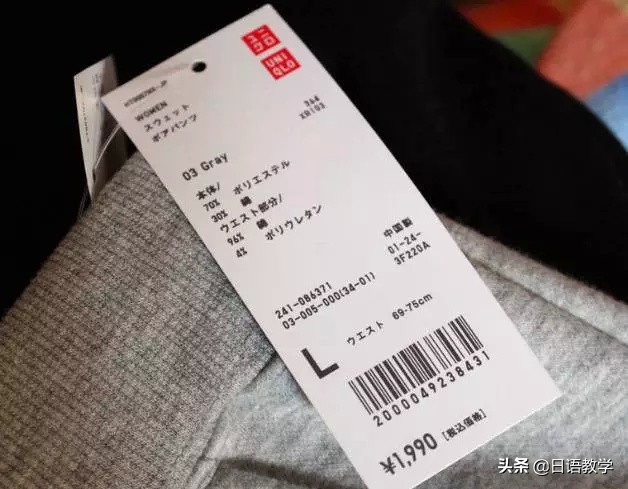 ユニ
クロ
UNI
QLO
WOMEN
スウェット
ボアパンツ
364
XR103
03 Gray
本体/
70% ポリエステル
30% 綿
ウエスト部分/
96% 綿
4% ポリウレタン
中国製
01-24-
3F220A
241-086371
03-005-000(34-01)
L ウエスト 69-75cm
2000049238431
¥1,990 [税込価格]
头条 @日语教学